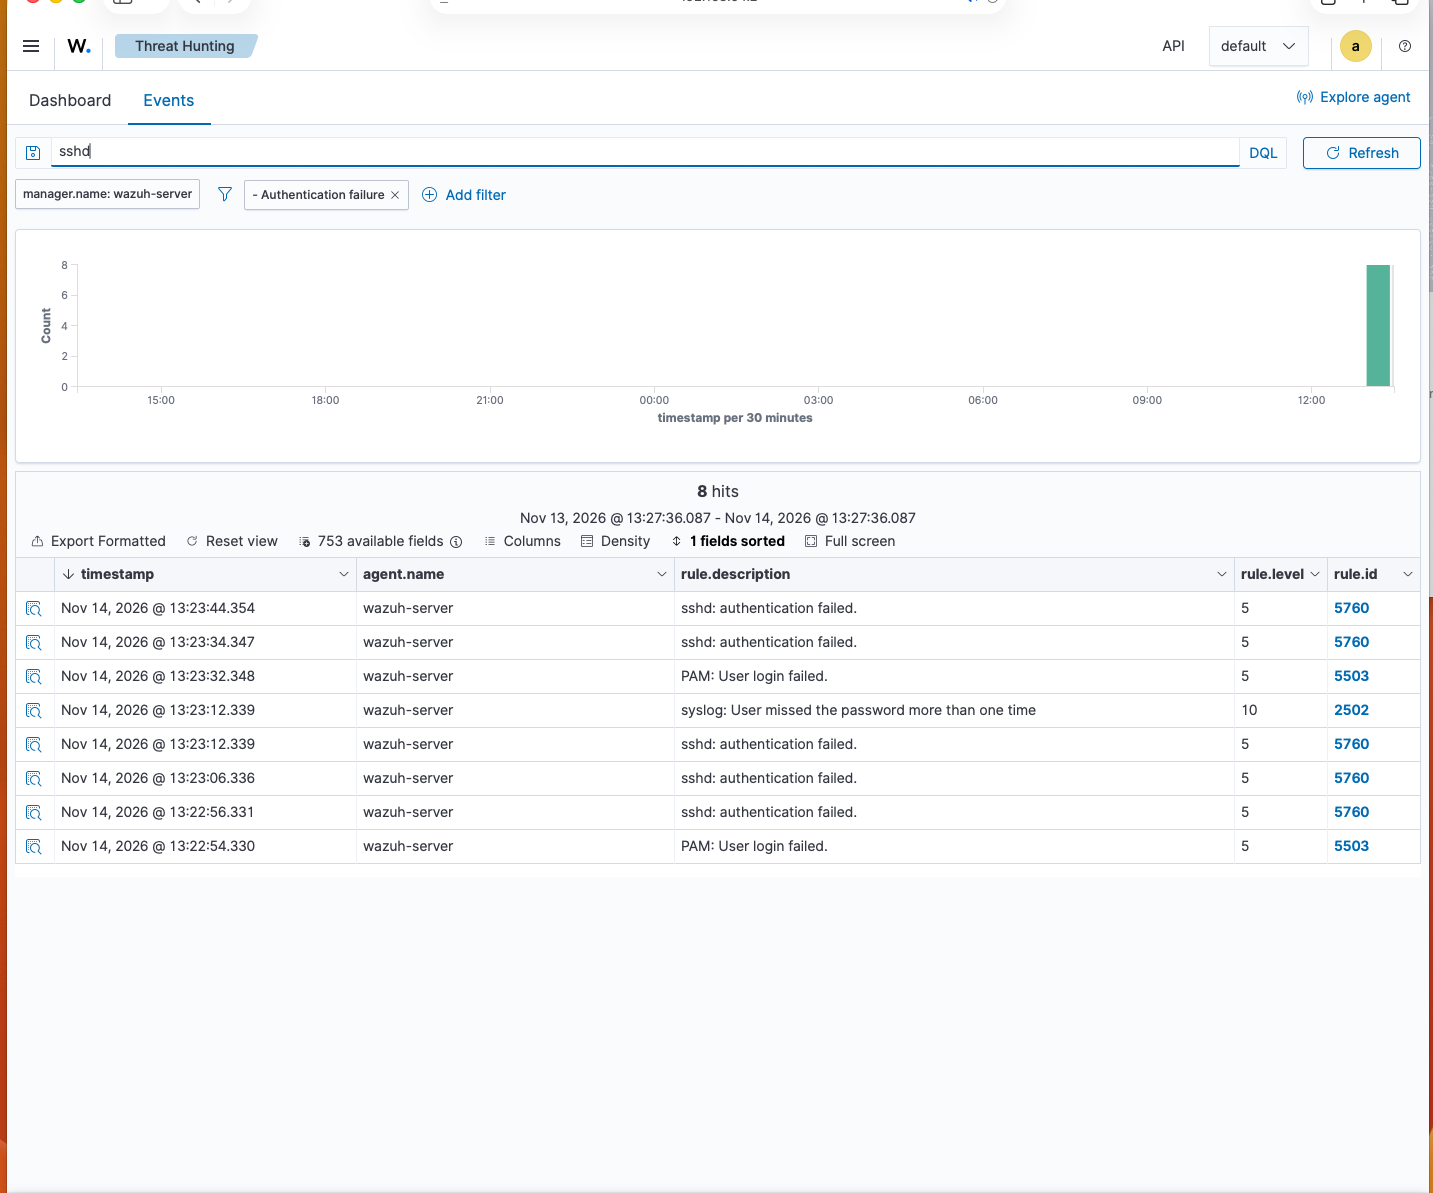 W. Threat Hunting API default a
Dashboard Events Explore agent
sshd DQL Refresh
manager.name: wazuh-server - Authentication failure Add filter
8
6
4
2
0
Count
15:00 18:00 21:00 00:00 03:00 06:00 09:00 12:00
timestamp per 30 minutes
8 hits
Nov 13, 2026 @ 13:27:36.087 - Nov 14, 2026 @ 13:27:36.087
Export Formatted Reset view 753 available fields Columns Density 1 fields sorted Full screen
timestamp agent.name rule.description rule.level rule.id
Nov 14, 2026 @ 13:23:44.354 wazuh-server sshd: authentication failed. 5 5760
Nov 14, 2026 @ 13:23:34.347 wazuh-server sshd: authentication failed. 5 5760
Nov 14, 2026 @ 13:23:32.348 wazuh-server PAM: User login failed. 5 5503
Nov 14, 2026 @ 13:23:12.339 wazuh-server syslog: User missed the password more than one time 10 2502
Nov 14, 2026 @ 13:23:12.339 wazuh-server sshd: authentication failed. 5 5760
Nov 14, 2026 @ 13:23:06.336 wazuh-server sshd: authentication failed. 5 5760
Nov 14, 2026 @ 13:22:56.331 wazuh-server sshd: authentication failed. 5 5760
Nov 14, 2026 @ 13:22:54.330 wazuh-server PAM: User login failed. 5 5503